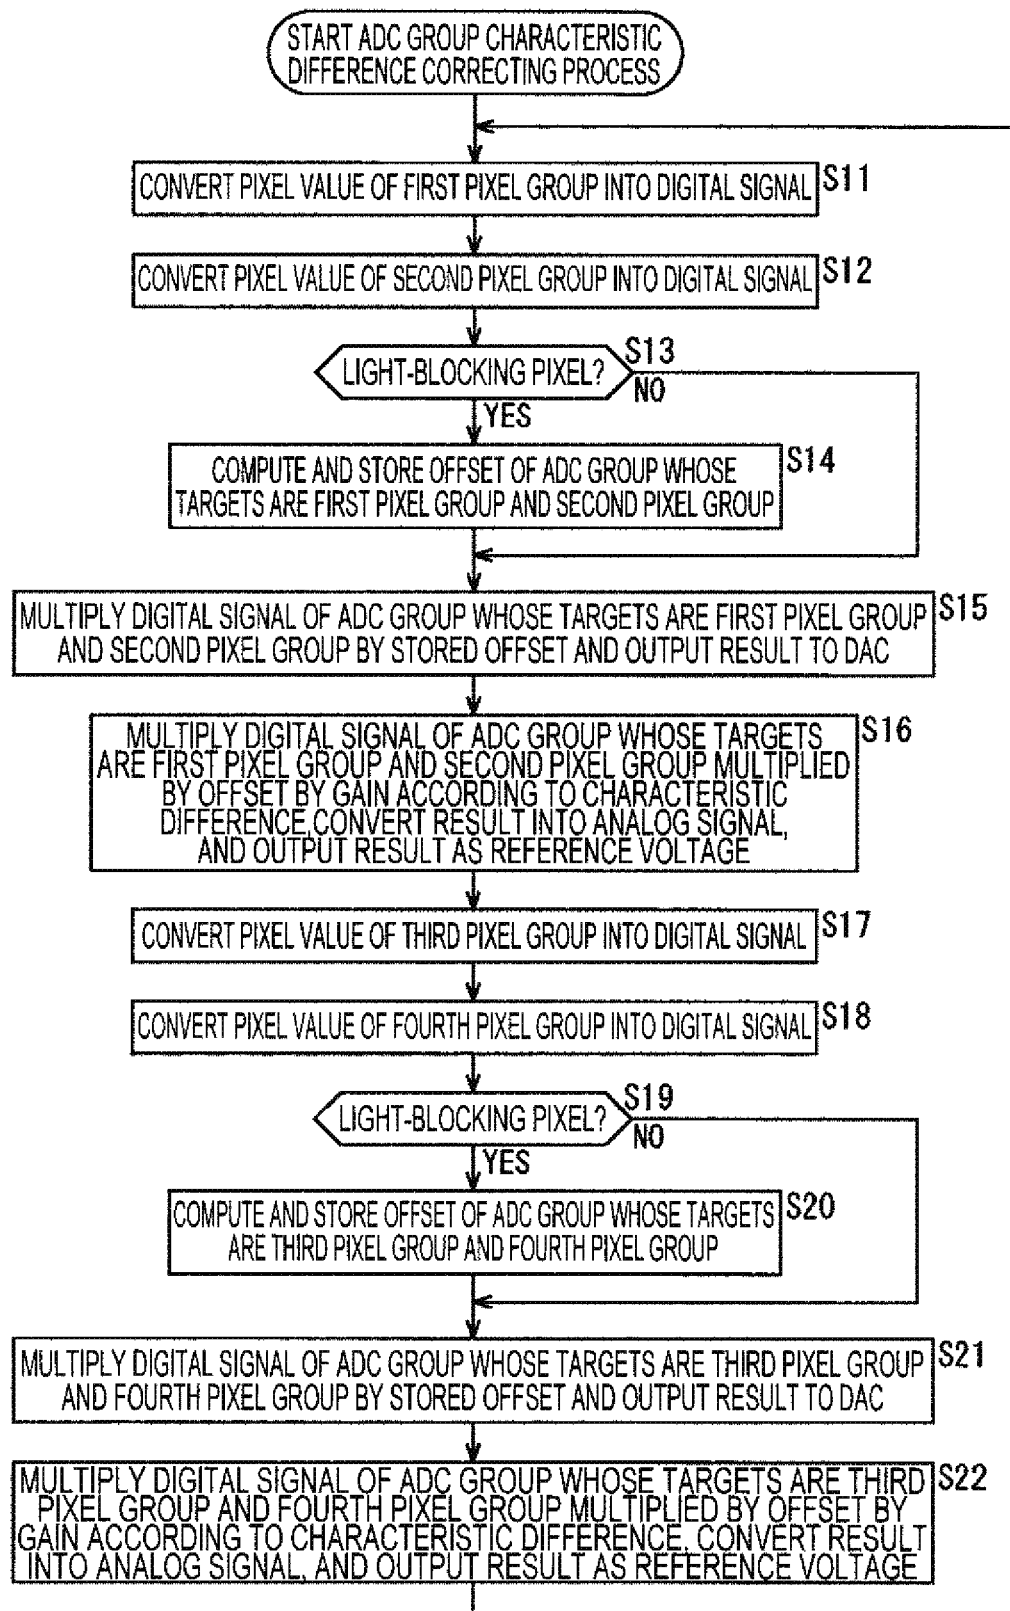 START ADC GROUP CHARACTERISTIC
DIFFERENCE CORRECTING PROCESS
CONVERT PIXEL VALUE OF FIRST PIXEL GROUP INTO DIGITAL SIGNAL
S11
CONVERT PIXEL VALUE OF SECOND PIXEL GROUP INTO DIGITAL SIGNAL
S12
LIGHT-BLOCKING PIXEL?
S13
NO
YES
COMPUTE AND STORE OFFSET OF ADC GROUP WHOSE
TARGETS ARE FIRST PIXEL GROUP AND SECOND PIXEL GROUP
S14
MULTIPLY DIGITAL SIGNAL OF ADC GROUP WHOSE TARGETS ARE FIRST PIXEL GROUP
AND SECOND PIXEL GROUP BY STORED OFFSET AND OUTPUT RESULT TO DAC
S15
MULTIPLY DIGITAL SIGNAL OF ADC GROUP WHOSE TARGETS
ARE FIRST PIXEL GROUP AND SECOND PIXEL GROUP MULTIPLIED
BY OFFSET BY GAIN ACCORDING TO CHARACTERISTIC
DIFFERENCE,CONVERT RESULT INTO ANALOG SIGNAL,
AND OUTPUT RESULT AS REFERENCE VOLTAGE
S16
CONVERT PIXEL VALUE OF THIRD PIXEL GROUP INTO DIGITAL SIGNAL
S17
CONVERT PIXEL VALUE OF FOURTH PIXEL GROUP INTO DIGITAL SIGNAL
S18
LIGHT-BLOCKING PIXEL?
S19
NO
YES
COMPUTE AND STORE OFFSET OF ADC GROUP WHOSE TARGETS
ARE THIRD PIXEL GROUP AND FOURTH PIXEL GROUP
S20
MULTIPLY DIGITAL SIGNAL OF ADC GROUP WHOSE TARGETS ARE THIRD PIXEL GROUP
AND FOURTH PIXEL GROUP BY STORED OFFSET AND OUTPUT RESULT TO DAC
S21
MULTIPLY DIGITAL SIGNAL OF ADC GROUP WHOSE TARGETS ARE THIRD
PIXEL GROUP AND FOURTH PIXEL GROUP MULTIPLIED BY OFFSET BY
GAIN ACCORDING TO CHARACTERISTIC DIFFERENCE, CONVERT RESULT
INTO ANALOG SIGNAL, AND OUTPUT RESULT AS REFERENCE VOLTAGE
S22